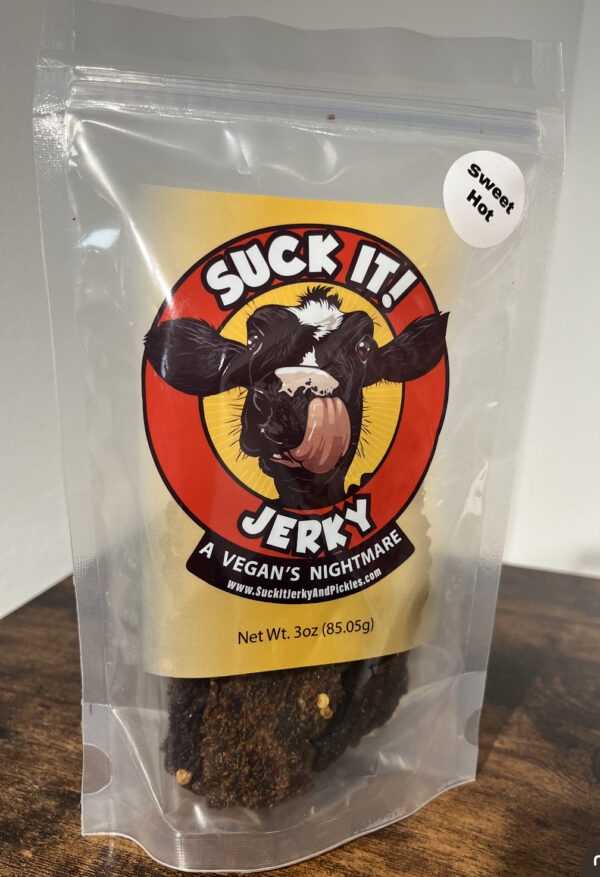 Sweet
Hot
SUCK IT!
JERKY
A VEGAN'S NIGHTMARE
www.SuckItJerkyAndPickles.com
Net Wt. 3oz (85.05g)